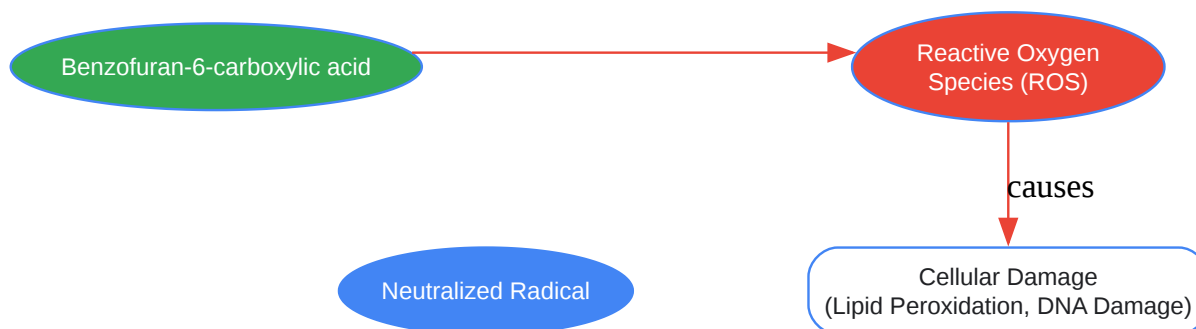 Benzofuran-6-carboxylic acid
Reactive Oxygen
Species (ROS)
causes
Neutralized Radical
Cellular Damage
(Lipid Peroxidation, DNA Damage)